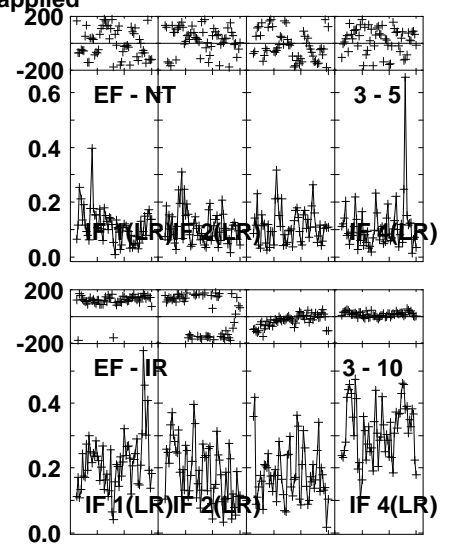 applied
200
-200
0.6
EF - NT 3 - 5
0.4
0.2
IF 1(LR) IF 2(LR) IF 4(LR)
0.0
200
-200
EF - IR 3 - 10
0.4
0.2
IF 1(LR) IF 2(LR) IF 4(LR)
0.0